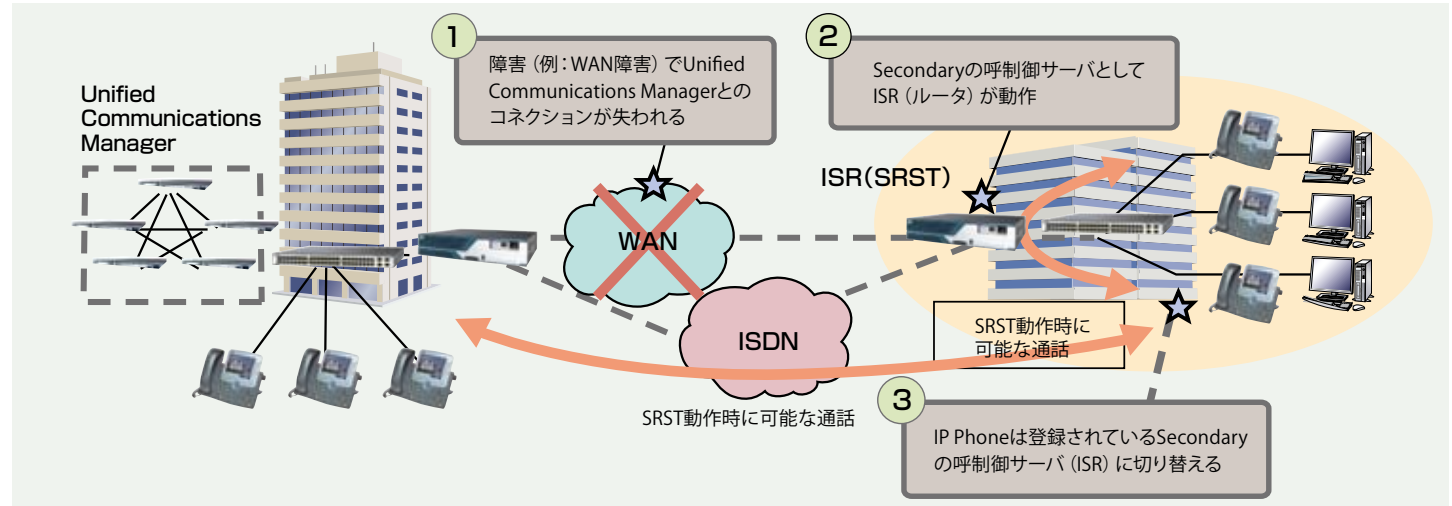 1
障害（例：WAN障害）でUnified
Communications Managerとの
コネクションが失われる
2
Secondaryの呼制御サーバとして
ISR（ルータ）が動作
Unified
Communications
Manager
ISR（SRST）
WAN
ISDN
SRST動作時に
可能な通話
SRST動作時に可能な通話
3
IP Phoneは登録されているSecondary
の呼制御サーバ（ISR）に切り替える